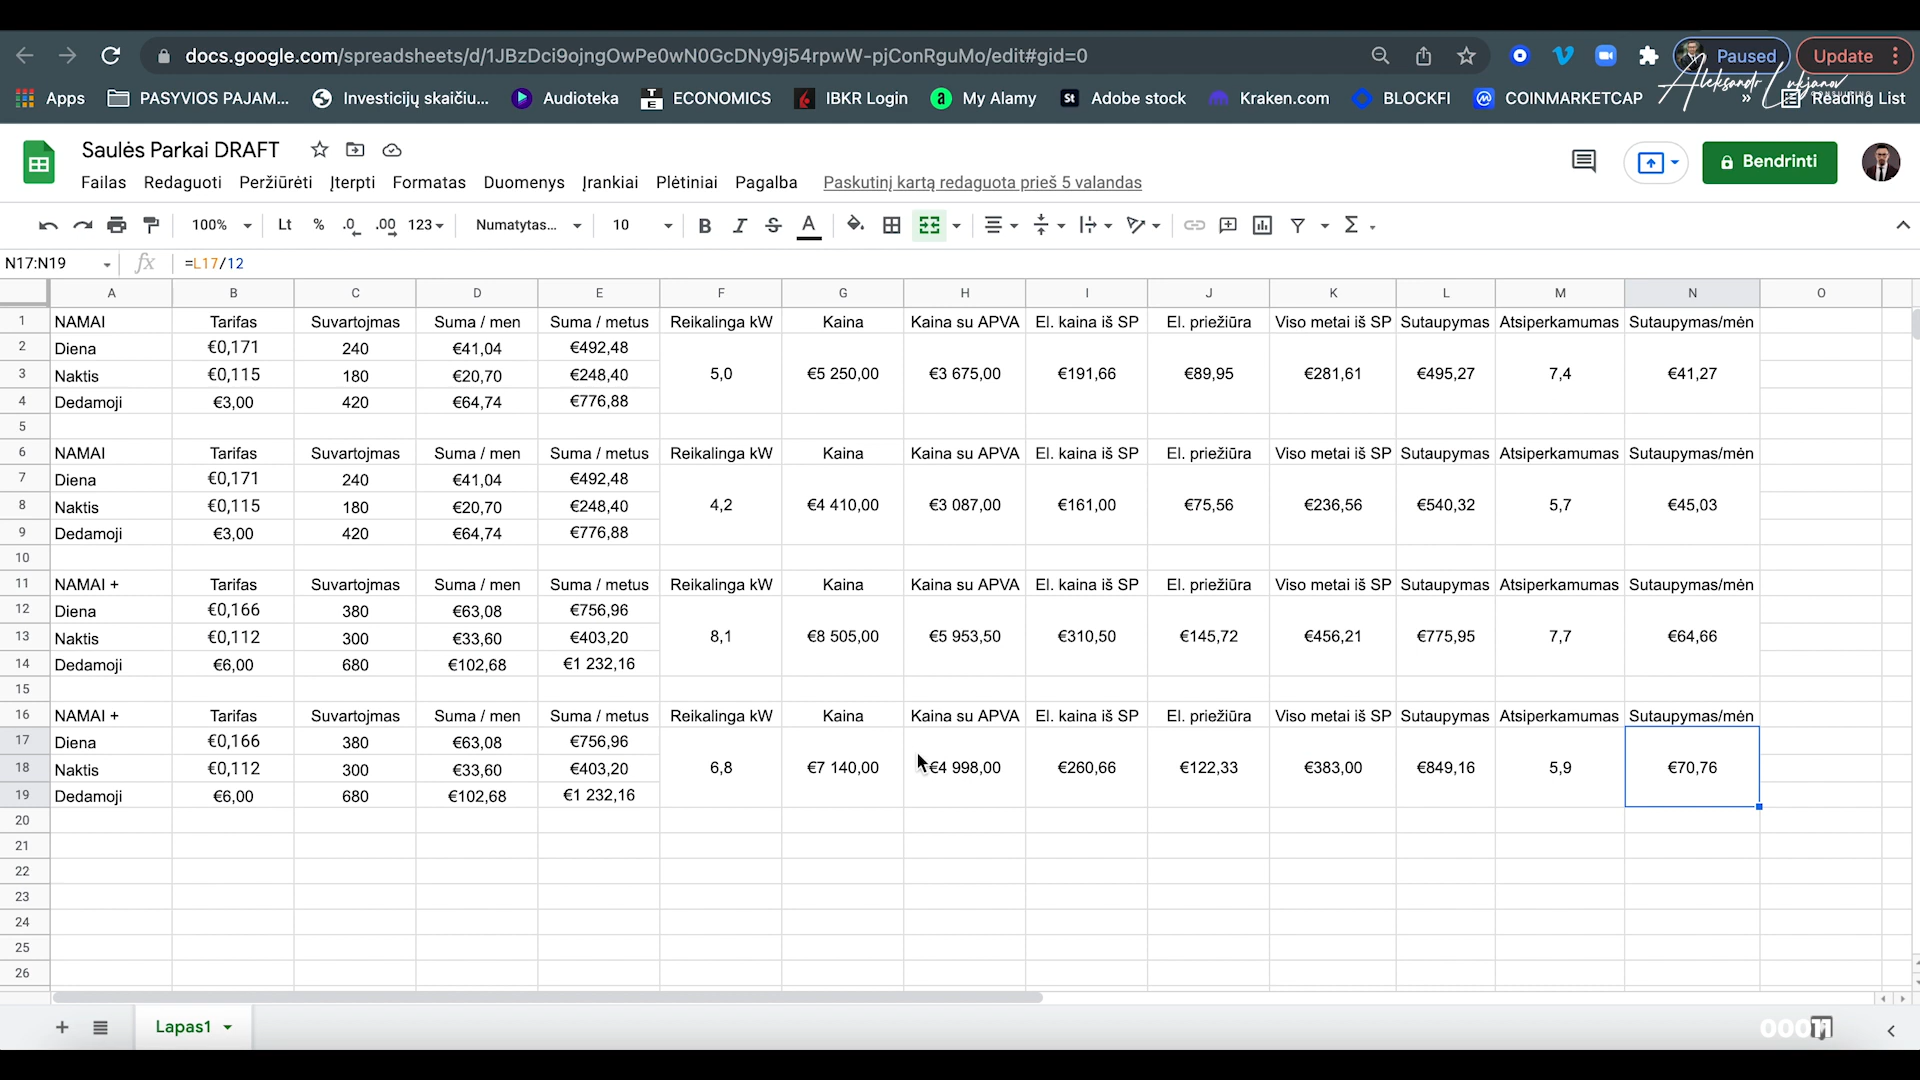 docs.google.com/spreadsheets/d/1JBzDci9ojngOwPe0wN0GcDNy9j54rpwW-pjConRguMo/edit#gid=0
Paused
Update
Apps
PASYVIOS PAJAM...
Investicijų skaičiu...
Audioteka
ECONOMICS
IBKR Login
My Alamy
Adobe stock
Kraken.com
BLOCKFI
COINMARKETCAP
»
Reading List
Aleksandr Lukjanov
Saulės Parkai DRAFT
Bendrinti
Failas Redaguoti Peržiūrėti Įterpti Formatas Duomenys Įrankiai Plėtiniai Pagalba Paskutinį kartą redaguota prieš 5 valandas
100% Lt % .0 .00 123 Numatytas... 10 B I S A Σ
N17:N19 fx =L17/12
A B C D E F G H I J K L M N O
1 NAMAI Tarifas Suvartojmas Suma / men Suma / metus Reikalinga kW Kaina Kaina su APVA El. kaina iš SP El. priežiūra Viso metai iš SP Sutaupymas Atsiperkamumas Sutaupymas/mėn
2 Diena €0,171 240 €41,04 €492,48
3 Naktis €0,115 180 €20,70 €248,40 5,0 €5 250,00 €3 675,00 €191,66 €89,95 €281,61 €495,27 7,4 €41,27
4 Dedamoji €3,00 420 €64,74 €776,88
5
6 NAMAI Tarifas Suvartojmas Suma / men Suma / metus Reikalinga kW Kaina Kaina su APVA El. kaina iš SP El. priežiūra Viso metai iš SP Sutaupymas Atsiperkamumas Sutaupymas/mėn
7 Diena €0,171 240 €41,04 €492,48
8 Naktis €0,115 180 €20,70 €248,40 4,2 €4 410,00 €3 087,00 €161,00 €75,56 €236,56 €540,32 5,7 €45,03
9 Dedamoji €3,00 420 €64,74 €776,88
10
11 NAMAI + Tarifas Suvartojmas Suma / men Suma / metus Reikalinga kW Kaina Kaina su APVA El. kaina iš SP El. priežiūra Viso metai iš SP Sutaupymas Atsiperkamumas Sutaupymas/mėn
12 Diena €0,166 380 €63,08 €756,96
13 Naktis €0,112 300 €33,60 €403,20 8,1 €8 505,00 €5 953,50 €310,50 €145,72 €456,21 €775,95 7,7 €64,66
14 Dedamoji €6,00 680 €102,68 €1 232,16
15
16 NAMAI + Tarifas Suvartojmas Suma / men Suma / metus Reikalinga kW Kaina Kaina su APVA El. kaina iš SP El. priežiūra Viso metai iš SP Sutaupymas Atsiperkamumas Sutaupymas/mėn
17 Diena €0,166 380 €63,08 €756,96
18 Naktis €0,112 300 €33,60 €403,20 6,8 €7 140,00 €4 998,00 €260,66 €122,33 €383,00 €849,16 5,9 €70,76
19 Dedamoji €6,00 680 €102,68 €1 232,16
20
21
22
23
24
25
26
Lapas1